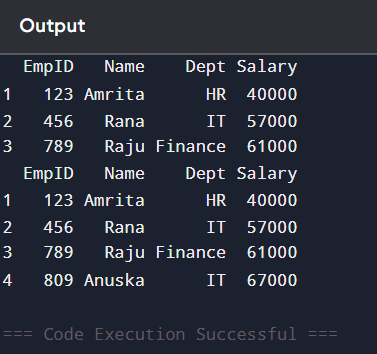 Output
EmpID Name Dept Salary
1 123 Amrita HR 40000
2 456 Rana IT 57000
3 789 Raju Finance 61000
EmpID Name Dept Salary
1 123 Amrita HR 40000
2 456 Rana IT 57000
3 789 Raju Finance 61000
4 809 Anuska IT 67000
=== Code Execution Successful ===